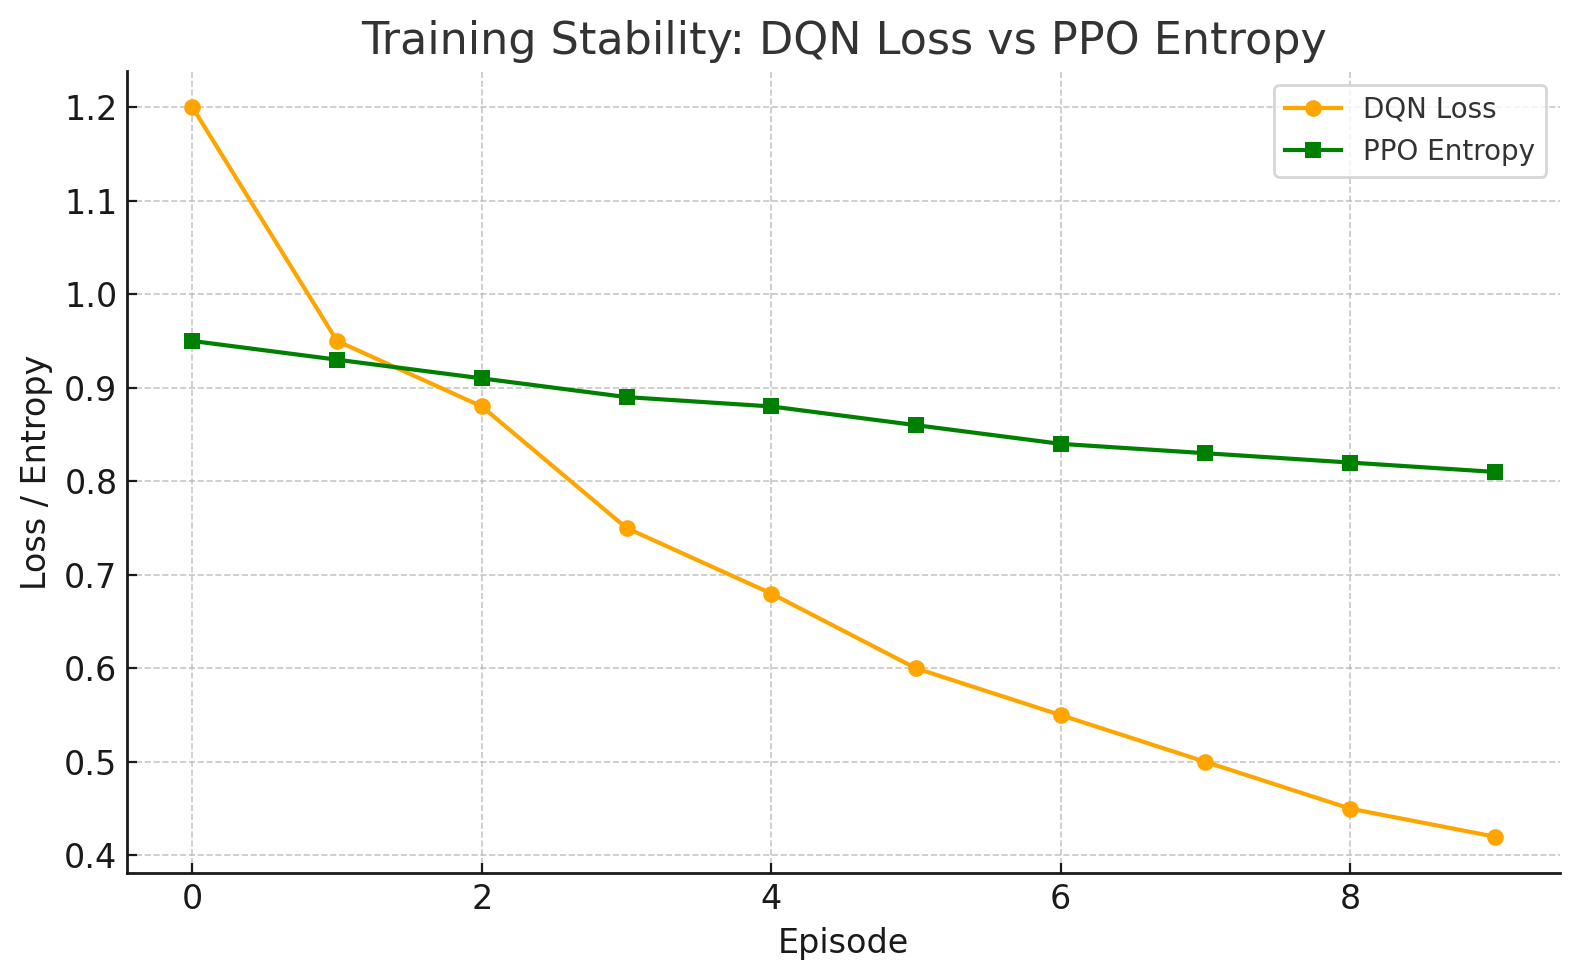 Training Stability: DQN Loss vs PPO Entropy
DQN Loss
PPO Entropy
Loss / Entropy
1.2
1.1
1.0
0.9
0.8
0.7
0.6
0.5
0.4
0 2 4 6 8
Episode